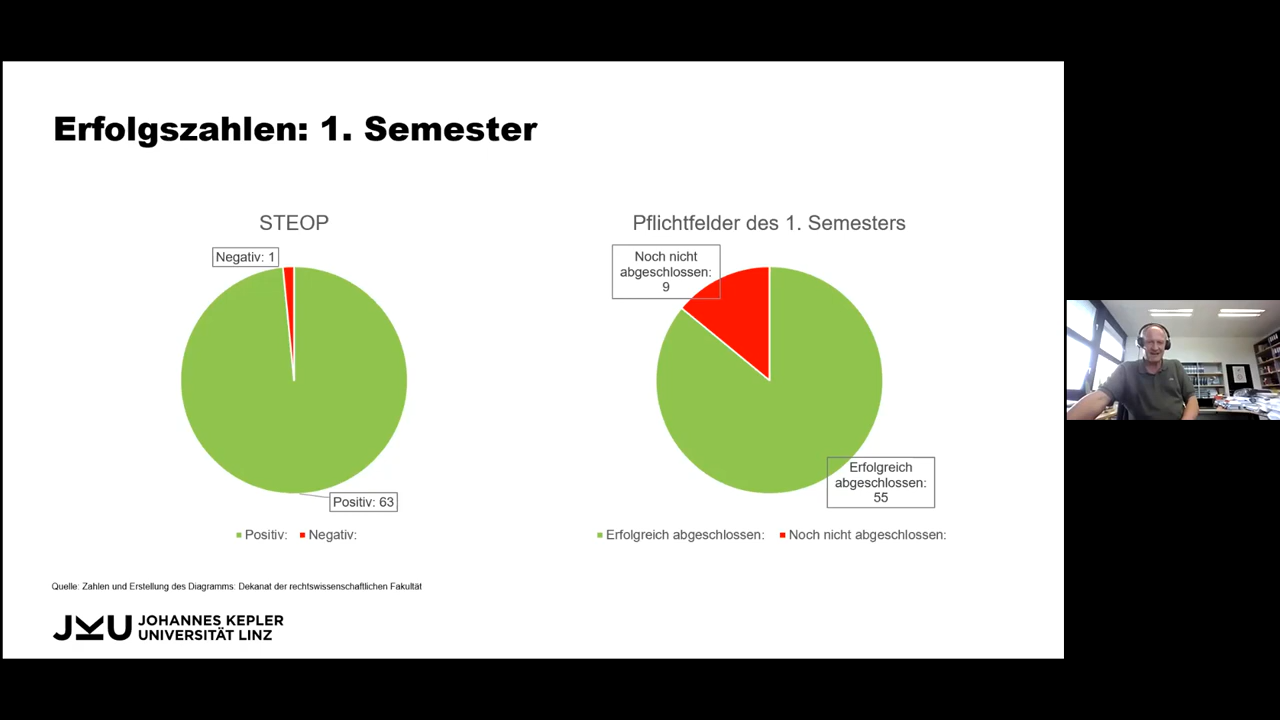 Erfolgszahlen: 1. Semester
STEOP
Negativ: 1
Positiv: 63
Positiv:
Negativ:
Pflichtfelder des 1. Semesters
Noch nicht
abgeschlossen:
9
Erfolgreich
abgeschlossen:
55
Erfolgreich abgeschlossen:
Noch nicht abgeschlossen:
Quelle: Zahlen und Erstellung des Diagramms: Dekanat der rechtswissenschaftlichen Fakultät
JKU JOHANNES KEPLER
UNIVERSITÄT LINZ